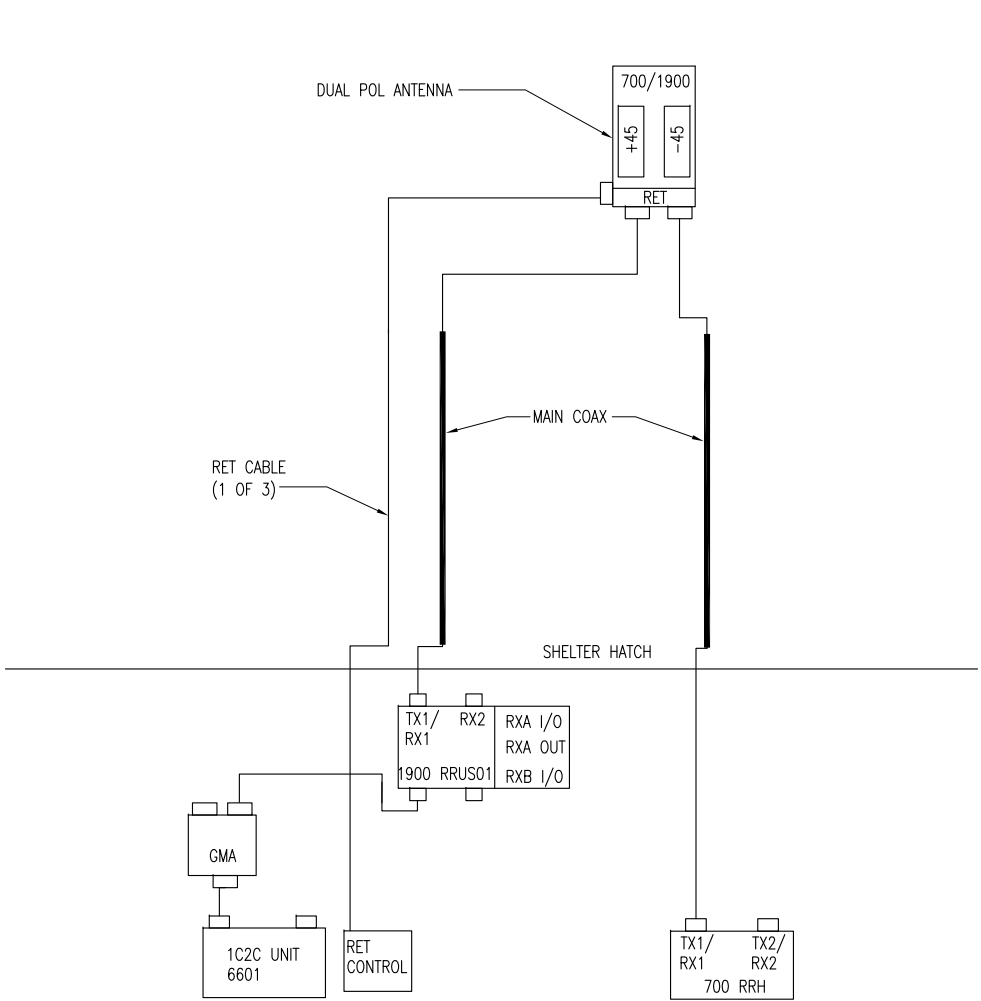 700/1900
DUAL POL ANTENNA
+45
-45
RET
MAIN COAX
RET CABLE
(1 OF 3)
SHELTER HATCH
TX1/
RX1
RX2
RXA I/O
RXA OUT
1900 RRUS01
RXB I/O
GMA
1C2C UNIT
6601
RET
CONTROL
TX1/
RX1
TX2/
RX2
700 RRH